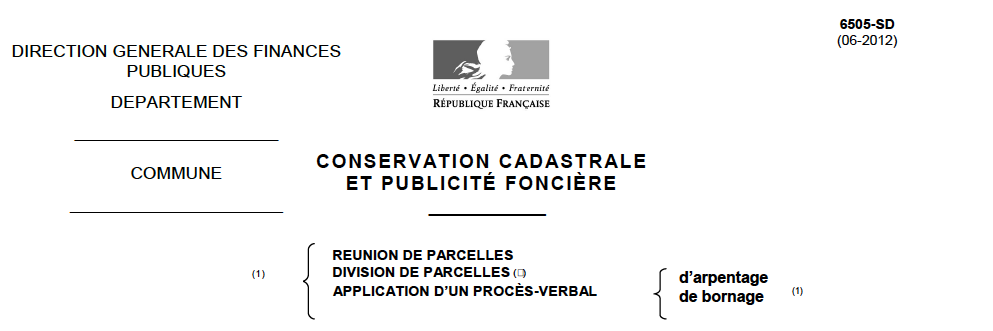 6505-SD
(06-2012)
DIRECTION GENERALE DES FINANCES
PUBLIQUES
DEPARTEMENT
Liberté • Égalité • Fraternité
RÉPUBLIQUE FRANÇAISE
COMMUNE
CONSERVATION CADASTRALE
ET PUBLICITÉ FONCIÈRE
(1)
REUNION DE PARCELLES
DIVISION DE PARCELLES (□)
APPLICATION D’UN PROCÈS-VERBAL
d’arpentage
de bornage
(1)